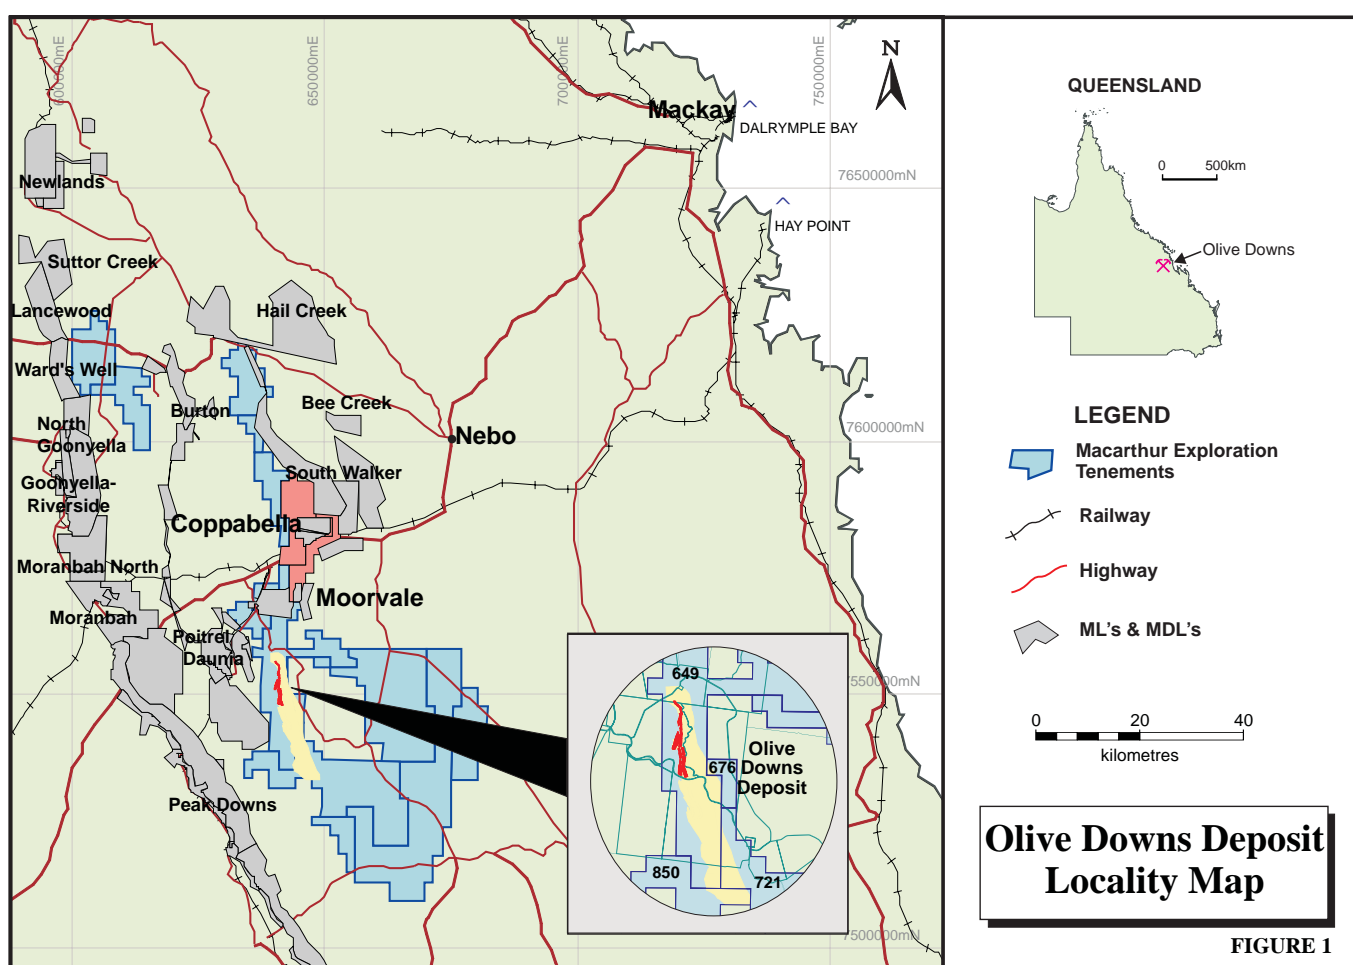 600000mE
650000mE
700000mE
750000mE
N
Mackay
DALRYMPLE BAY
7650000mN
Newlands
HAY POINT
Suttor Creek
Lancewood
Hail Creek
Ward's Well
Burton
Bee Creek
North
Goonyella
Nebo
7600000mN
South Walker
Goonyella-
Riverside
Coppabella
Moranbah North
Moorvale
Moranbah
Poitrel
Daunia
7550000mN
Peak Downs
649
676
Olive
Downs
Deposit
850
721
7500000mN
QUEENSLAND
0 500km
Olive Downs
LEGEND
Macarthur Exploration
Tenements
Railway
Highway
ML's & MDL's
0 20 40
kilometres
Olive Downs Deposit
Locality Map
FIGURE 1